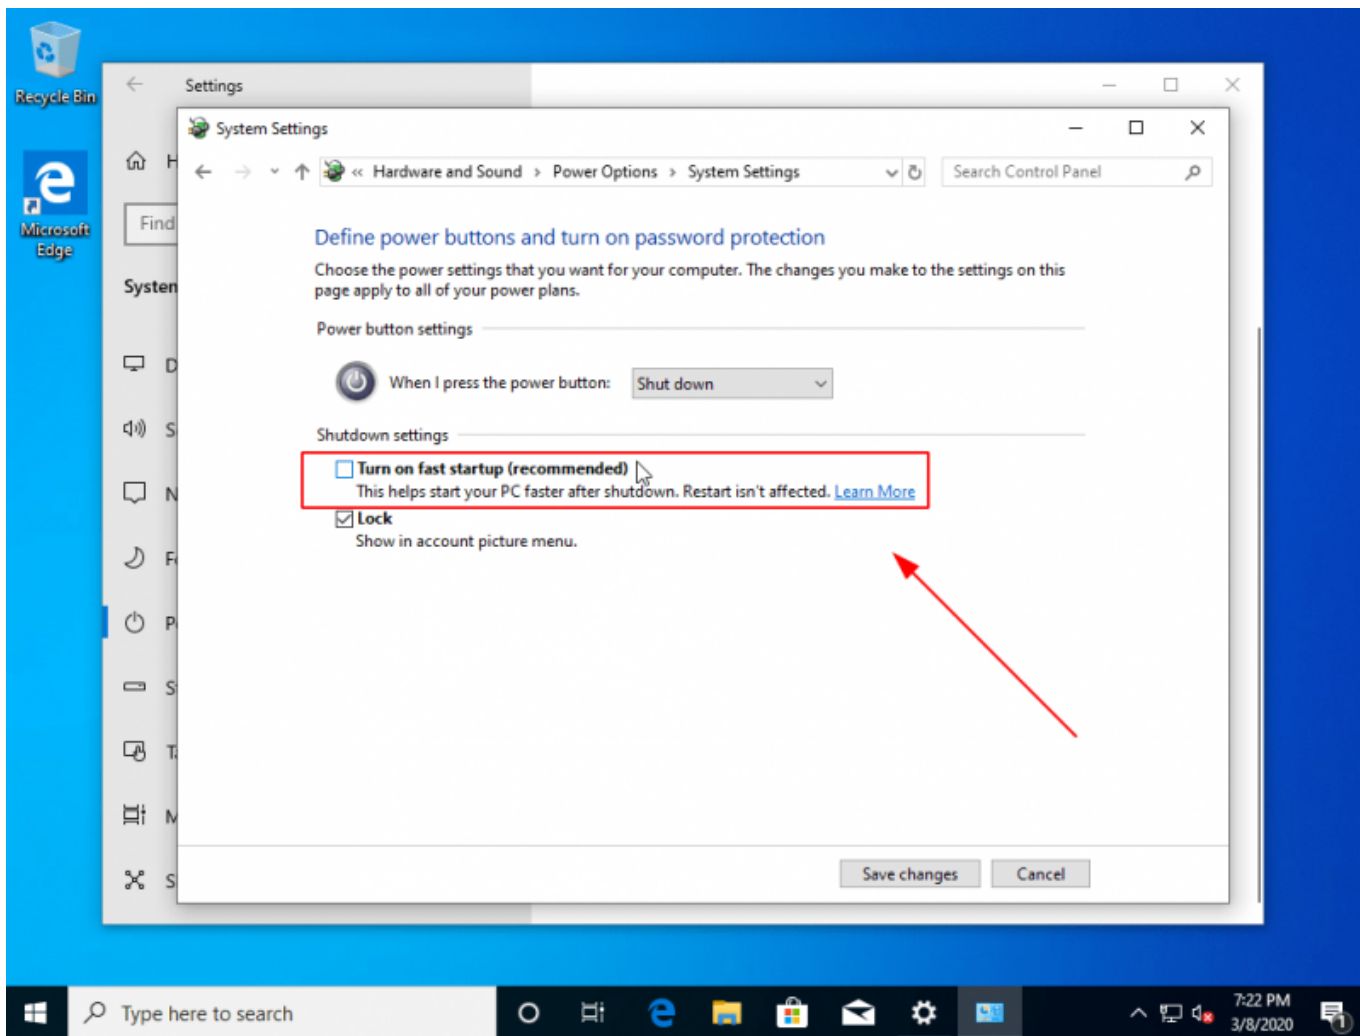 Recycle Bin
Microsoft
Edge
Settings
System Settings
« Hardware and Sound > Power Options > System Settings
Search Control Panel
Find
Define power buttons and turn on password protection
Choose the power settings that you want for your computer. The changes you make to the settings on this
page apply to all of your power plans.
Power button settings
When I press the power button:
Shut down
Shutdown settings
Turn on fast startup (recommended)
This helps start your PC faster after shutdown. Restart isn't affected. Learn More
Lock
Show in account picture menu.
Save changes
Cancel
Type here to search
7:22 PM
3/8/2020
1